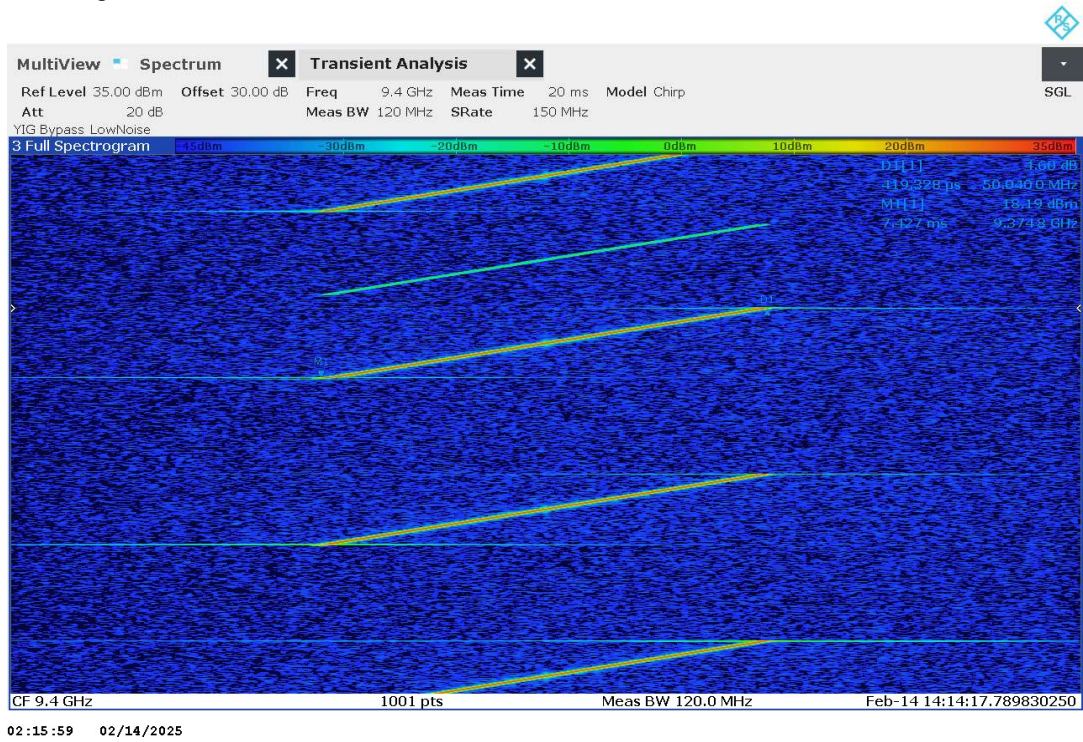 R&S
MultiView Spectrum X Transient Analysis X
Ref Level 35.00 dBm Offset 30.00 dB Freq 9.4 GHz Meas Time 20 ms Model Chirp SGL
Att 20 dB Meas BW 120 MHz SRate 150 MHz
YIG Bypass LowNoise
3 Full Spectrogram -45dBm -30dBm -20dBm -10dBm 0dBm 10dBm 20dBm 35dBm
D1[1] 4.60 dB
419.328 µs 50.0400 MHz
M1[1] 18.19 dBm
7.427 ms 9.3748 GHz
D1
M1
CF 9.4 GHz 1001 pts Meas BW 120.0 MHz Feb-14 14:14:17.789830250
02:15:59 02/14/2025